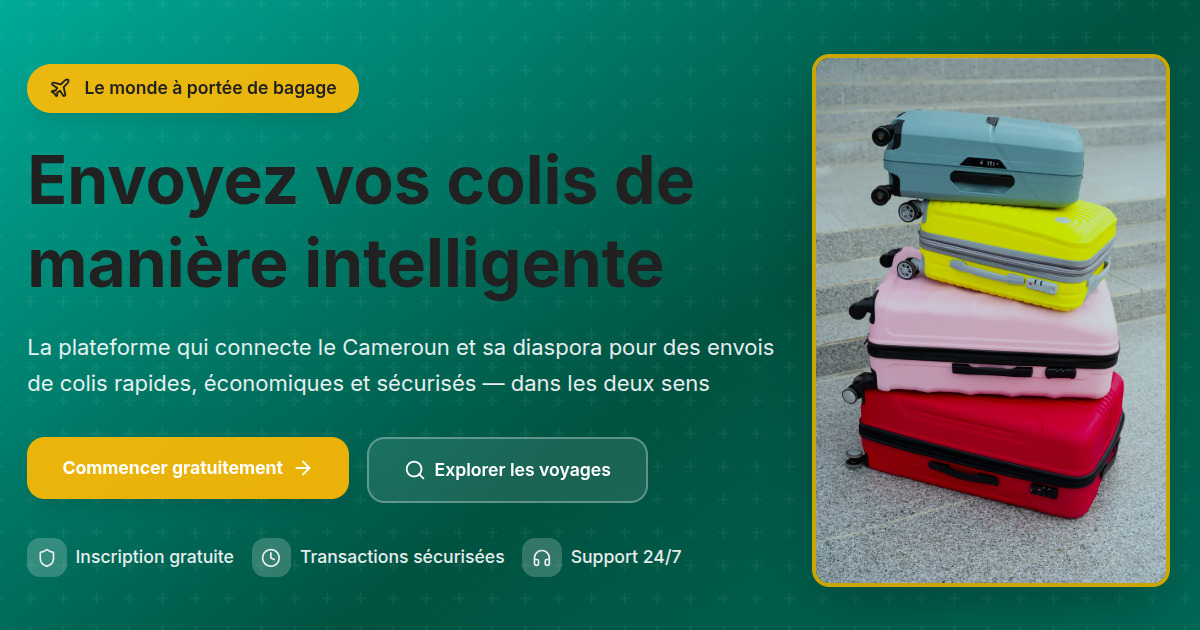 Le monde à portée de bagage
Envoyez vos colis de
manière intelligente
La plateforme qui connecte le Cameroun et sa diaspora pour des envois
de colis rapides, économiques et sécurisés — dans les deux sens
Commencer gratuitement →
Explorer les voyages
Inscription gratuite
Transactions sécurisées
Support 24/7